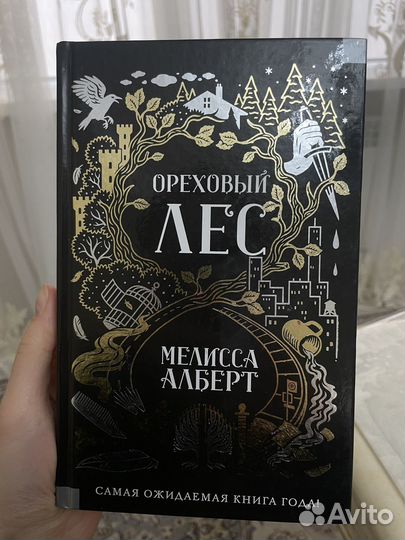 ОРЕХОВЫЙ
ЛЕС
МЕЛИССА
АЛБЕРТ
САМАЯ ОЖИДАЕМАЯ КНИГА ГОДА!
Avito